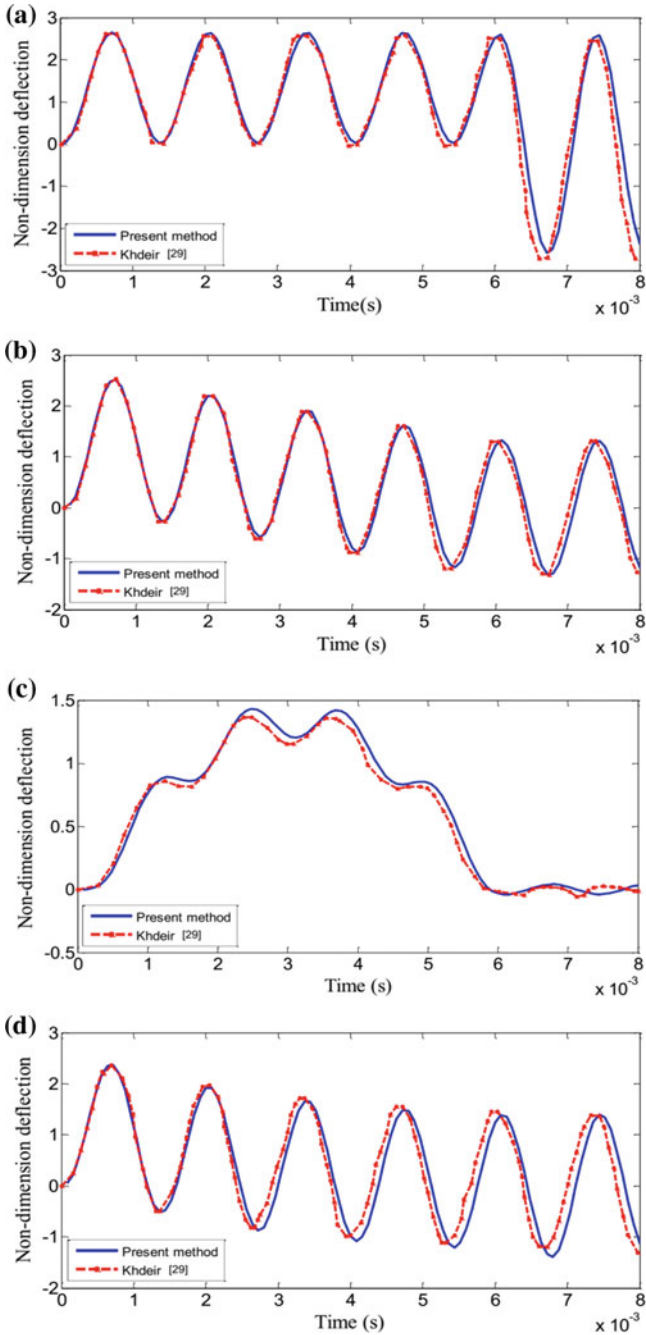 (a)
3
2
1
0
-1
-2
-3
Non-dimension deflection
Present method
Khdeir [29]
0 1 2 3 4 5 6 7 8
Time(s)
x 10-3
(b)
3
2
1
0
-1
-2
Non-dimension deflection
Present method
Khdeir [29]
0 1 2 3 4 5 6 7 8
Time (s)
x 10-3
(c)
1.5
1
0.5
0
-0.5
Non-dimension deflection
Present method
Khdeir [29]
0 1 2 3 4 5 6 7 8
Time (s)
x 10-3
(d)
3
2
1
0
-1
-2
Non-dimension deflection
Present method
Khdeir [29]
0 1 2 3 4 5 6 7 8
Time (s)
x 10-3